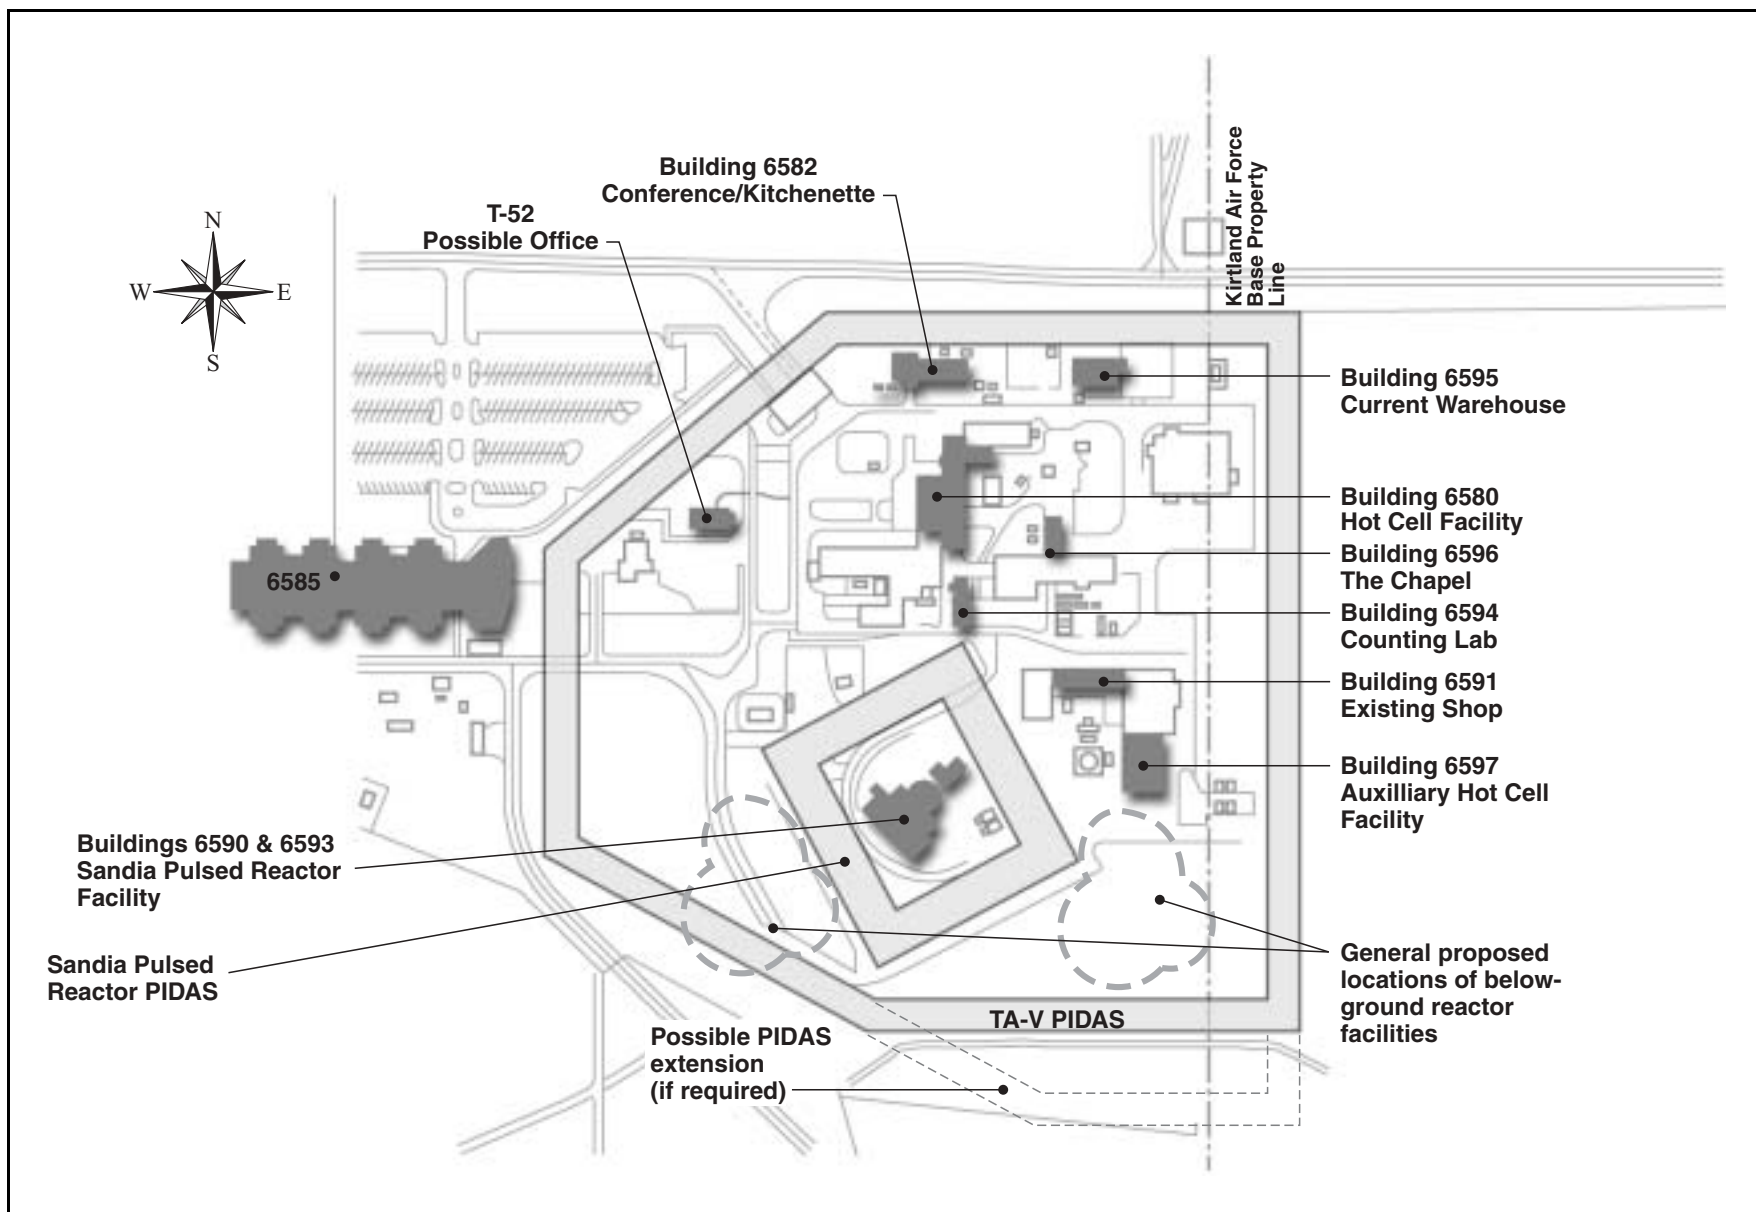 Building 6582
Conference/Kitchenette
T-52
Possible Office
Kirtland Air Force
Base Property
Line
N
W
E
S
Building 6595
Current Warehouse
Building 6580
Hot Cell Facility
Building 6596
The Chapel
6585
Building 6594
Counting Lab
Building 6591
Existing Shop
Building 6597
Auxilliary Hot Cell
Facility
Buildings 6590 & 6593
Sandia Pulsed Reactor
Facility
Sandia Pulsed
Reactor PIDAS
General proposed
locations of below-
ground reactor
facilities
TA-V PIDAS
Possible PIDAS
extension
(if required)